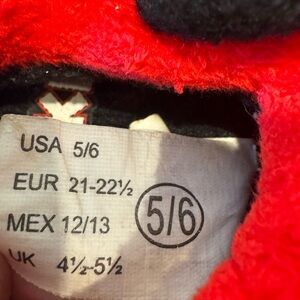 USA 5/6
EUR 21-22½
MEX 12/13
UK 4½-5½
5/6